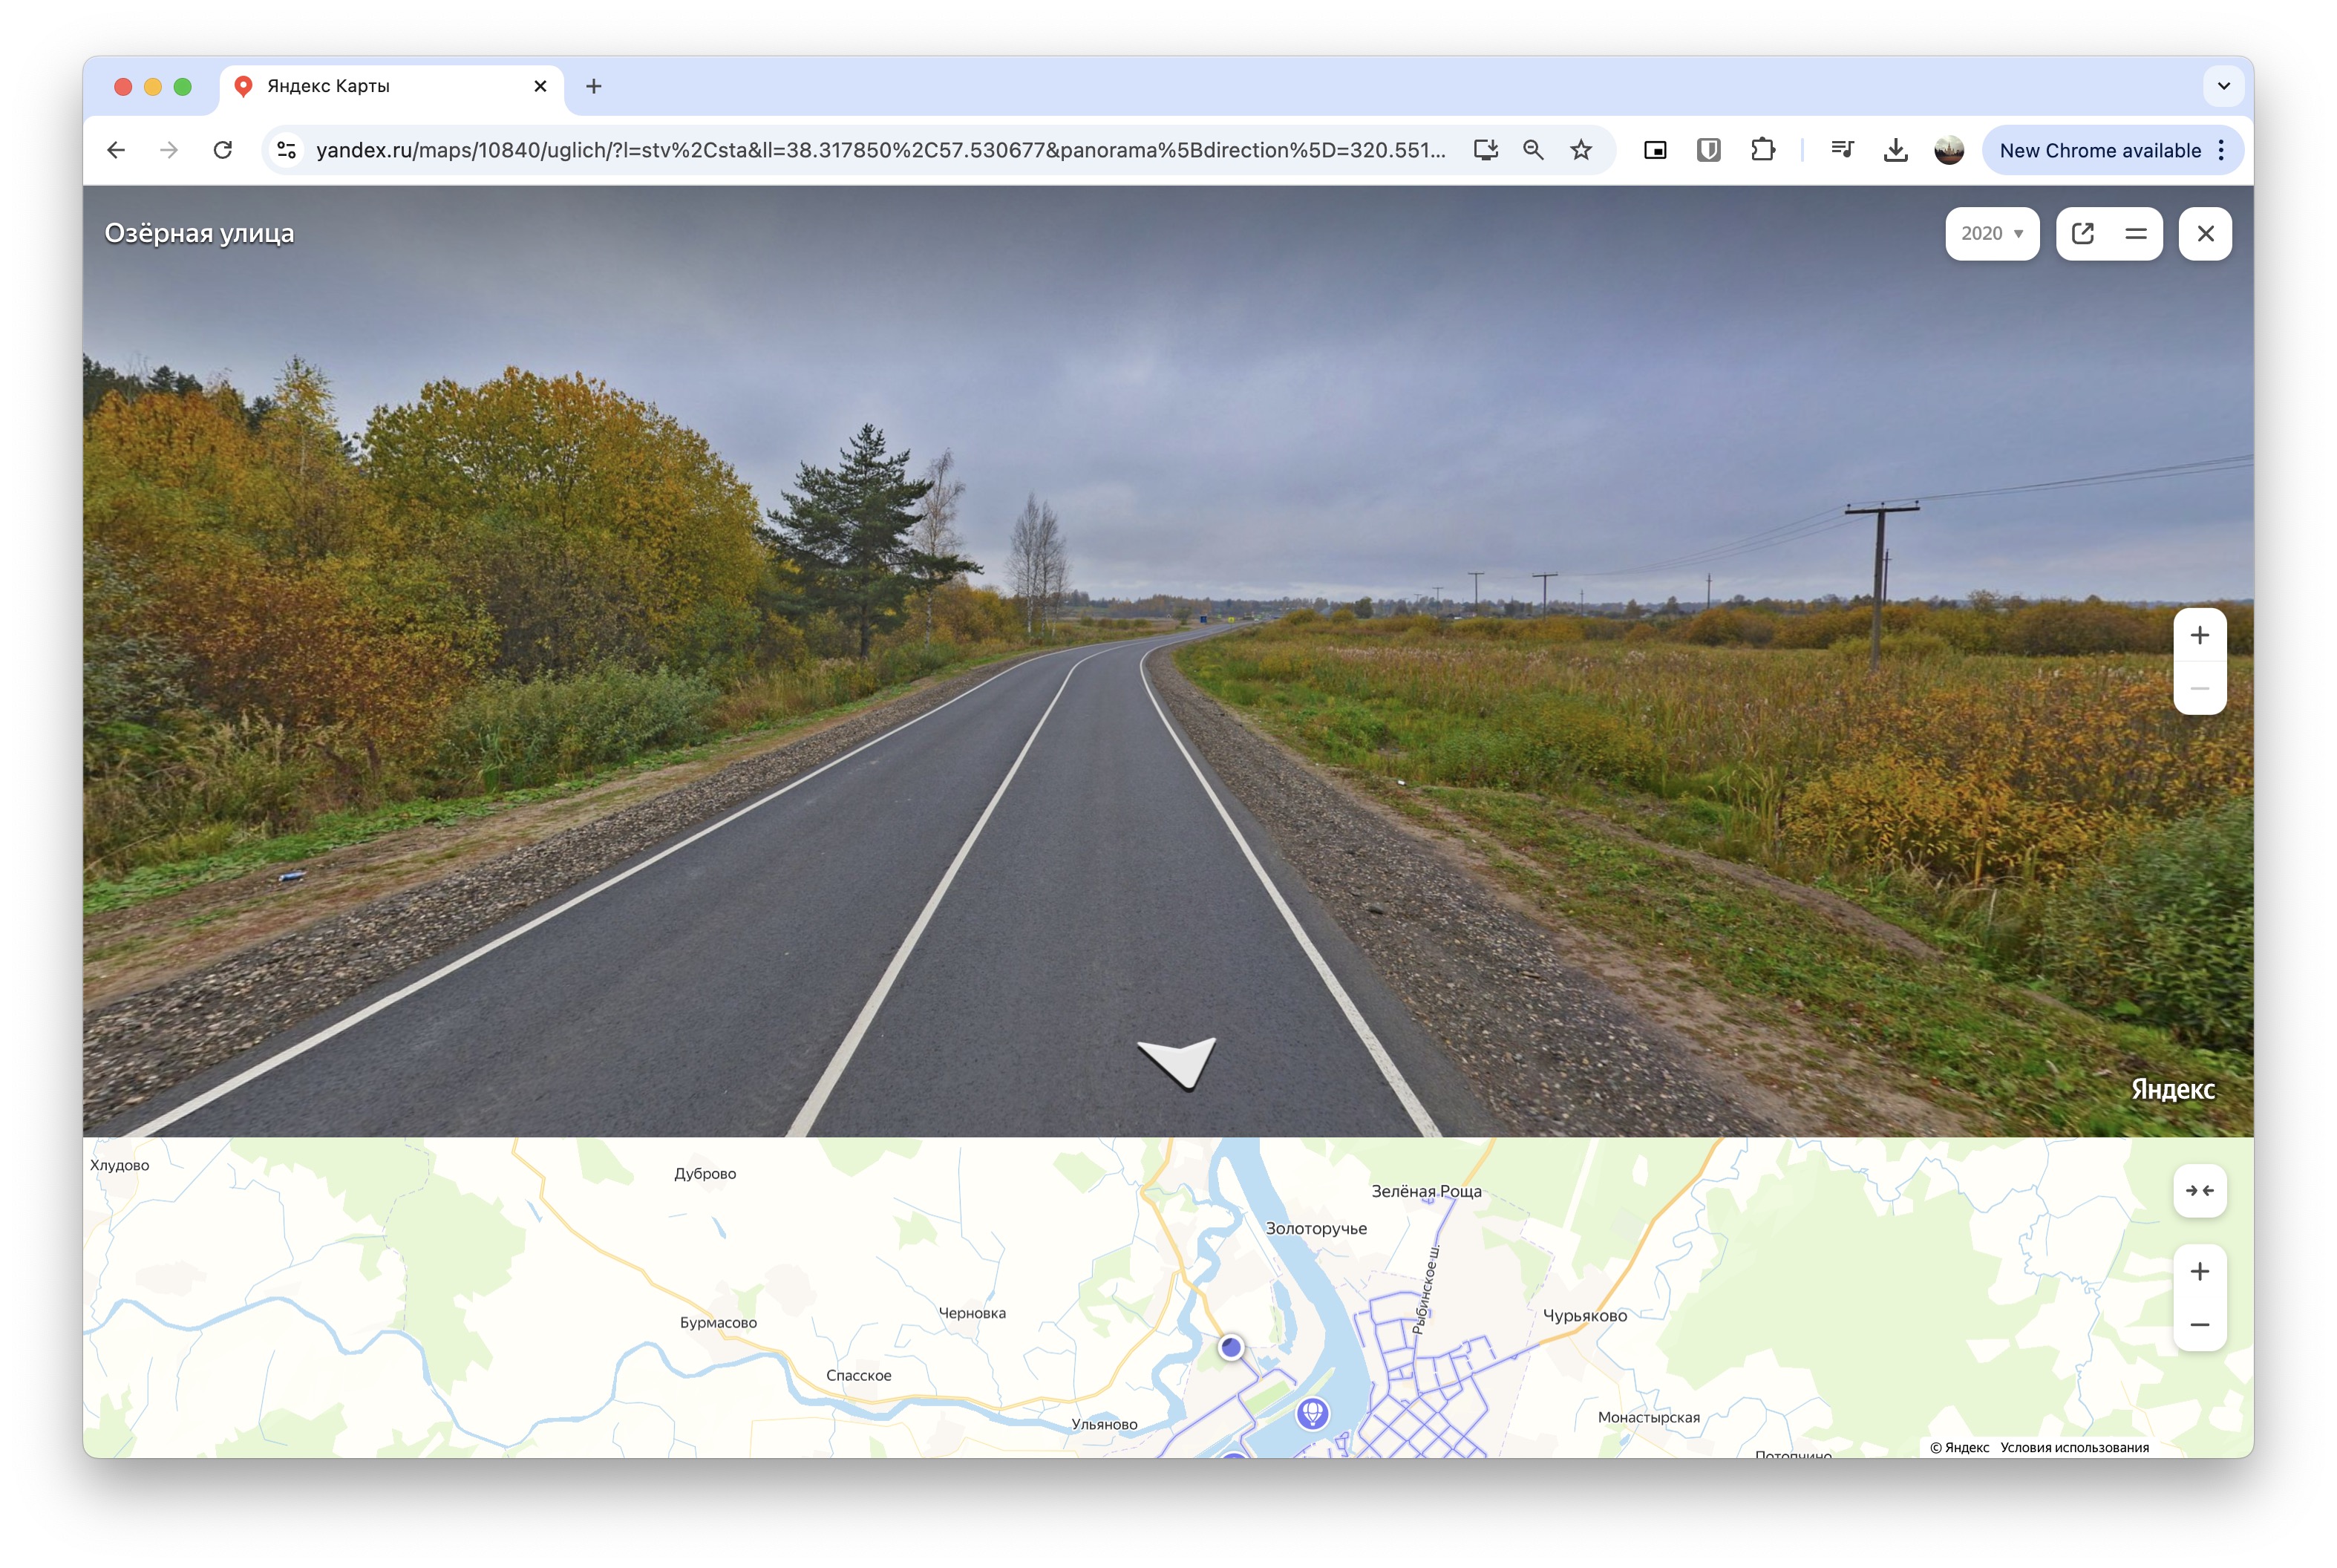 Яндекс Карты
yandex.ru/maps/10840/uglich/?l=stv%2Csta&ll=38.317850%2C57.530677&panorama%5Bdirection%5D=320.551...
New Chrome available
Озёрная улица
2020
Яндекс
Хлудово
Дуброво
Зелёная Роща
Золоторучье
Рыбинское ш.
Черновка
Чурьяково
Бурмасово
Спасское
Ульяново
Монастырская
Потопчино
© Яндекс Условия использования